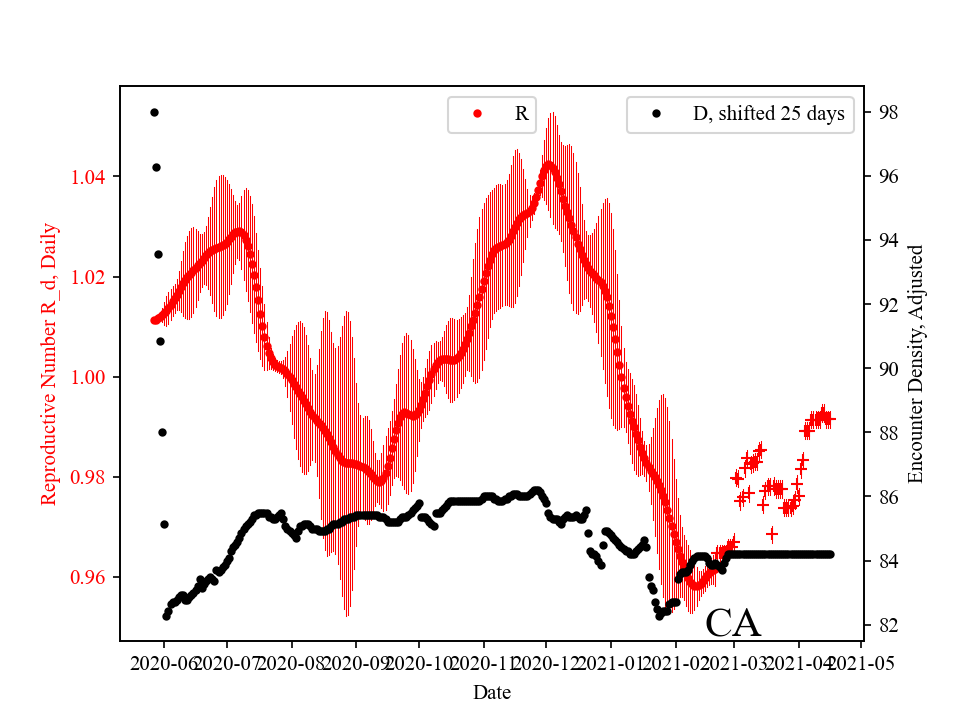 R
D, shifted 25 days
98
96
94
92
90
88
86
84
82
1.04
1.02
1.00
0.98
0.96
Reproductive Number R_d, Daily
Encounter Density, Adjusted
CA
2020-06 2020-07 2020-08 2020-09 2020-10 2020-11 2020-12 2021-01 2021-02 2021-03 2021-04 2021-05
Date